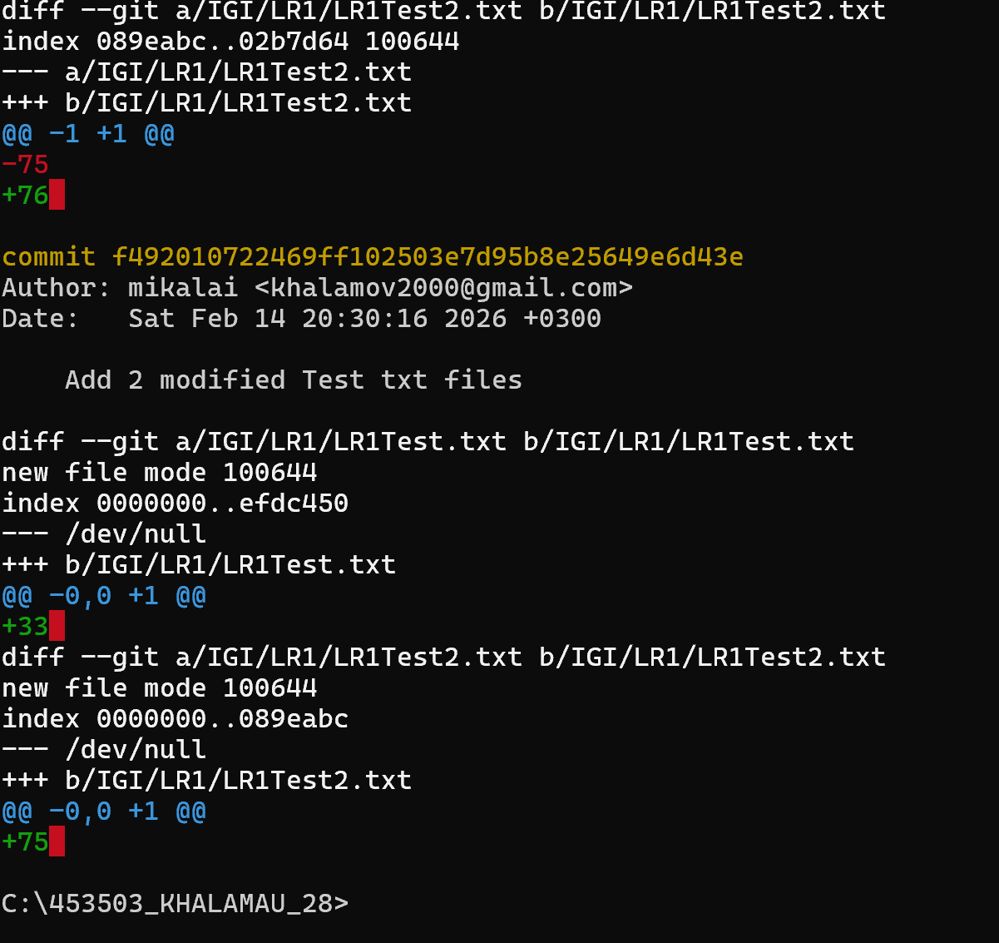 diff --git a/IGI/LR1/LR1Test2.txt b/IGI/LR1/LR1Test2.txt
index 089eabc..02b7d64 100644
--- a/IGI/LR1/LR1Test2.txt
+++ b/IGI/LR1/LR1Test2.txt
@@ -1 +1 @@
-75
+76

commit f492010722469ff102503e7d95b8e25649e6d43e
Author: mikalai <khalamov2000@gmail.com>
Date:   Sat Feb 14 20:30:16 2026 +0300

    Add 2 modified Test txt files

diff --git a/IGI/LR1/LR1Test.txt b/IGI/LR1/LR1Test.txt
new file mode 100644
index 0000000..efdc450
--- /dev/null
+++ b/IGI/LR1/LR1Test.txt
@@ -0,0 +1 @@
+33
diff --git a/IGI/LR1/LR1Test2.txt b/IGI/LR1/LR1Test2.txt
new file mode 100644
index 0000000..089eabc
--- /dev/null
+++ b/IGI/LR1/LR1Test2.txt
@@ -0,0 +1 @@
+75

C:\453503_KHALAMAU_28>